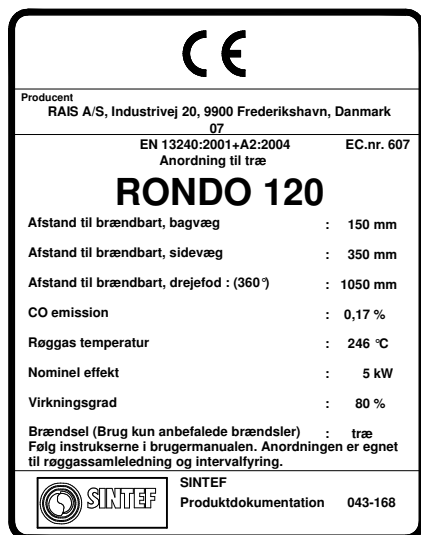 CE
Producent
RAIS A/S, Industrivej 20, 9900 Frederikshavn, Danmark
07
EN 13240:2001+A2:2004 EC.nr. 607
Anordning til træ
RONDO 120
Afstand til brændbart, bagvæg : 150 mm
Afstand til brændbart, sidevæg : 350 mm
Afstand til brændbart, drejefod : (360°) : 1050 mm
CO emission : 0,17 %
Røggas temperatur : 246 °C
Nominel effekt : 5 kW
Virkningsgrad : 80 %
Brændsel (Brug kun anbefalede brændsler) : træ
Følg instrukserne i brugermanualen. Anordningen er egnet
til røggassamleledning og intervalfyring.
SINTEF
SINTEF
Produktdokumentation 043-168